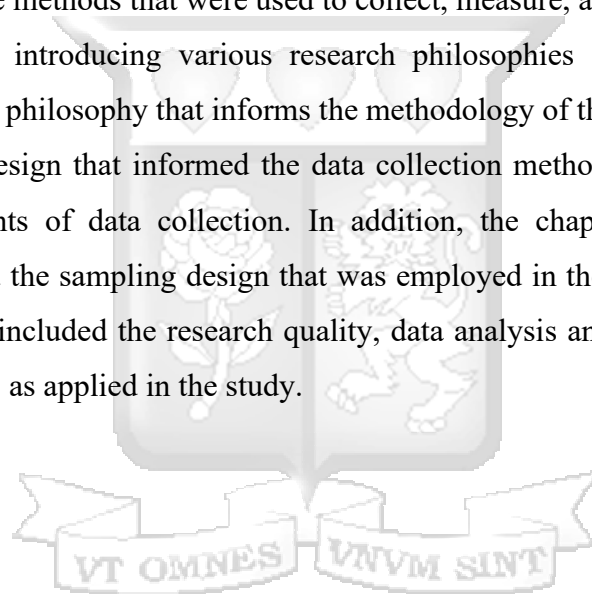 methods that were used to collect, measure, a
introducing various research philosophies
philosophy that informs the methodology of th
esign that informed the data collection metho
nts of data collection. In addition, the chap
the sampling design that was employed in the
included the research quality, data analysis an
as applied in the study.
VT OMNES VNVM SINT